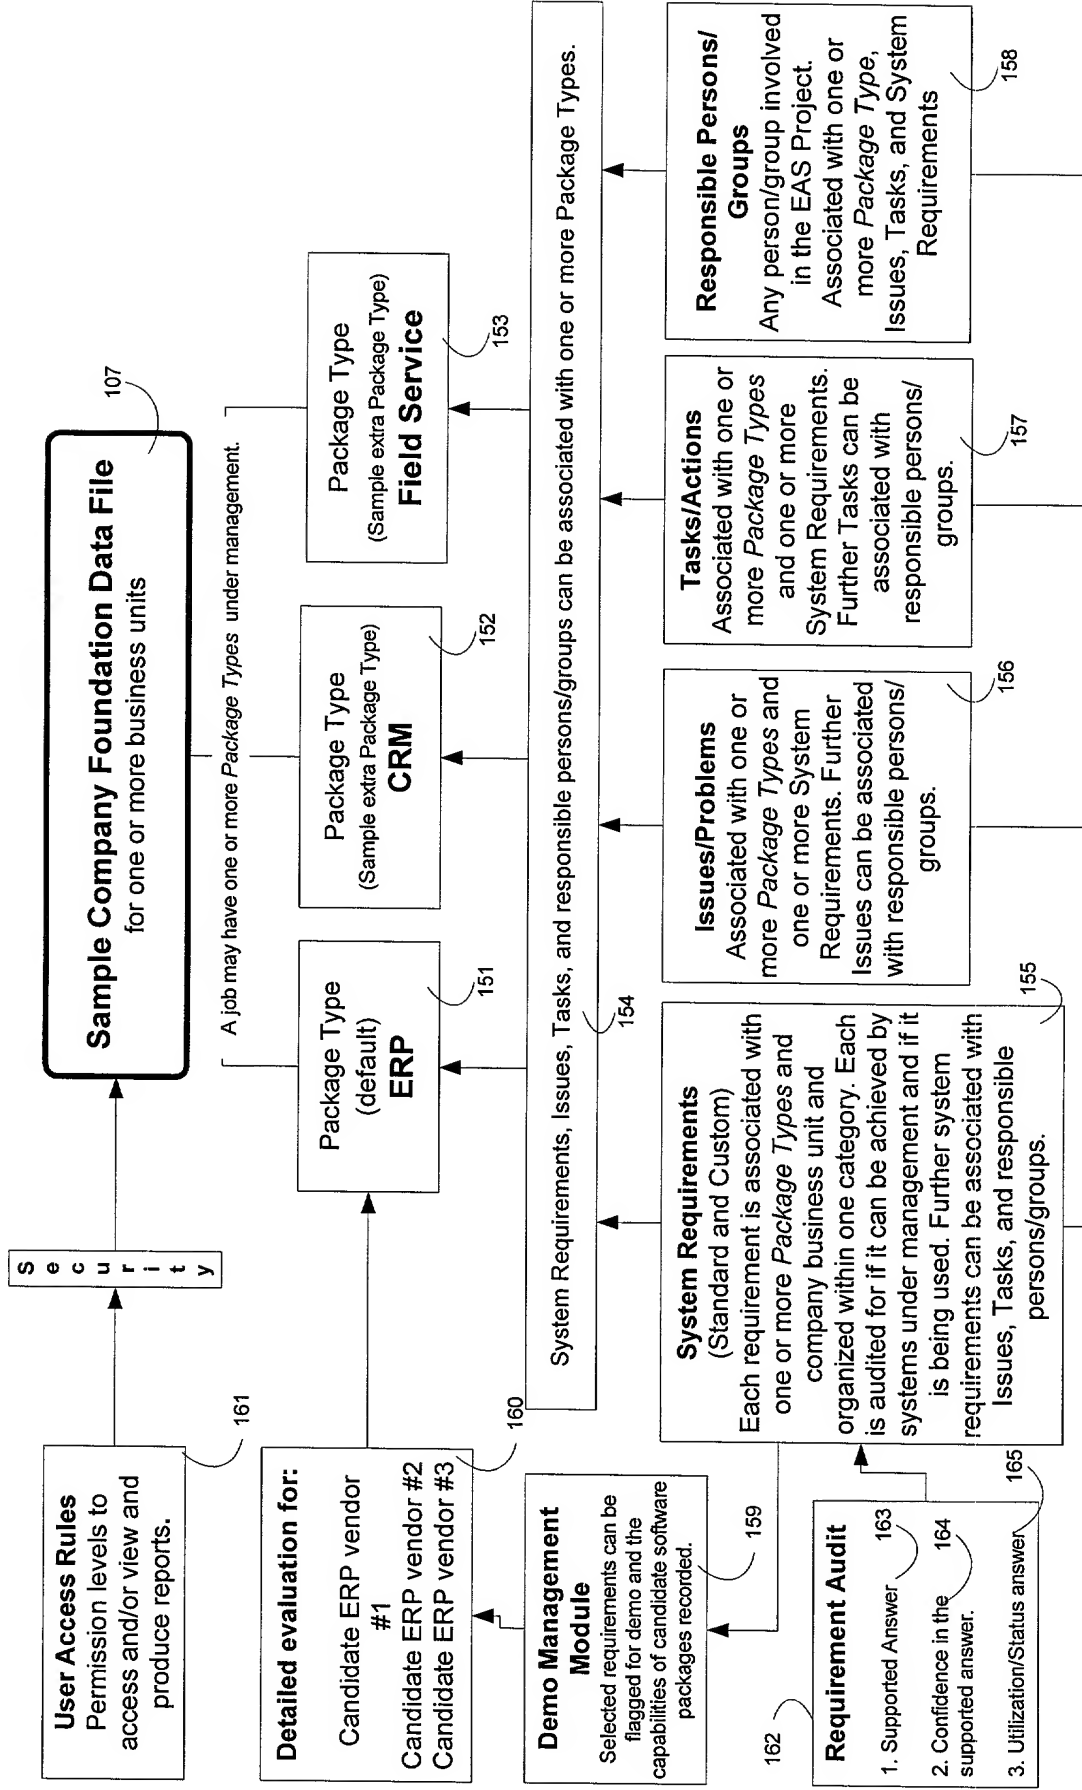 Sample Company Foundation Data File
for one or more business units
107
User Access Rules
Permission levels to
access and/or view and
produce reports.
161
Security
A job may have one or more Package Types under management.
Detailed evaluation for:
Candidate ERP vendor
#1
Candidate ERP vendor #2
Candidate ERP vendor #3
160
Package Type
(default)
ERP
151
Package Type
(Sample extra Package Type)
CRM
152
Package Type
(Sample extra Package Type)
Field Service
153
System Requirements, Issues, Tasks, and responsible persons/groups can be associated with one or more Package Types.
154
Demo Management
Module
Selected requirements can be
flagged for demo and the
capabilities of candidate software
packages recorded.
159
System Requirements
(Standard and Custom)
Each requirement is associated with
one or more Package Types and
company business unit and
organized within one category. Each
is audited for if it can be achieved by
systems under management and if it
is being used. Further system
requirements can be associated with
Issues, Tasks, and responsible
persons/groups.
155
Issues/Problems
Associated with one or
more Package Types and
one or more System
Requirements. Further
Issues can be associated
with responsible persons/
groups.
156
Tasks/Actions
Associated with one or
more Package Types
and one or more
System Requirements.
Further Tasks can be
associated with
responsible persons/
groups.
157
Responsible Persons/
Groups
Any person/group involved
in the EAS Project.
Associated with one or
more Package Type,
Issues, Tasks, and System
Requirements
158
162
Requirement Audit
1. Supported Answer
163
2. Confidence in the
supported answer.
164
3. Utilization/Status answer
165